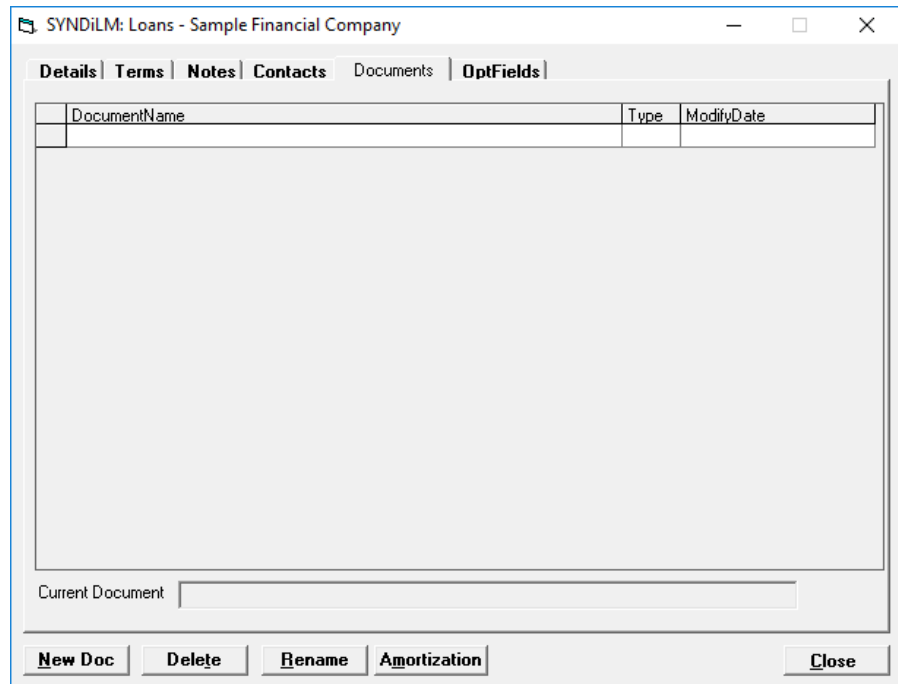 SYNDiLM: Loans - Sample Financial Company
Details Terms Notes Contacts Documents OptFields
DocumentName Type ModifyDate
Current Document
New Doc Delete Rename Amortization Close